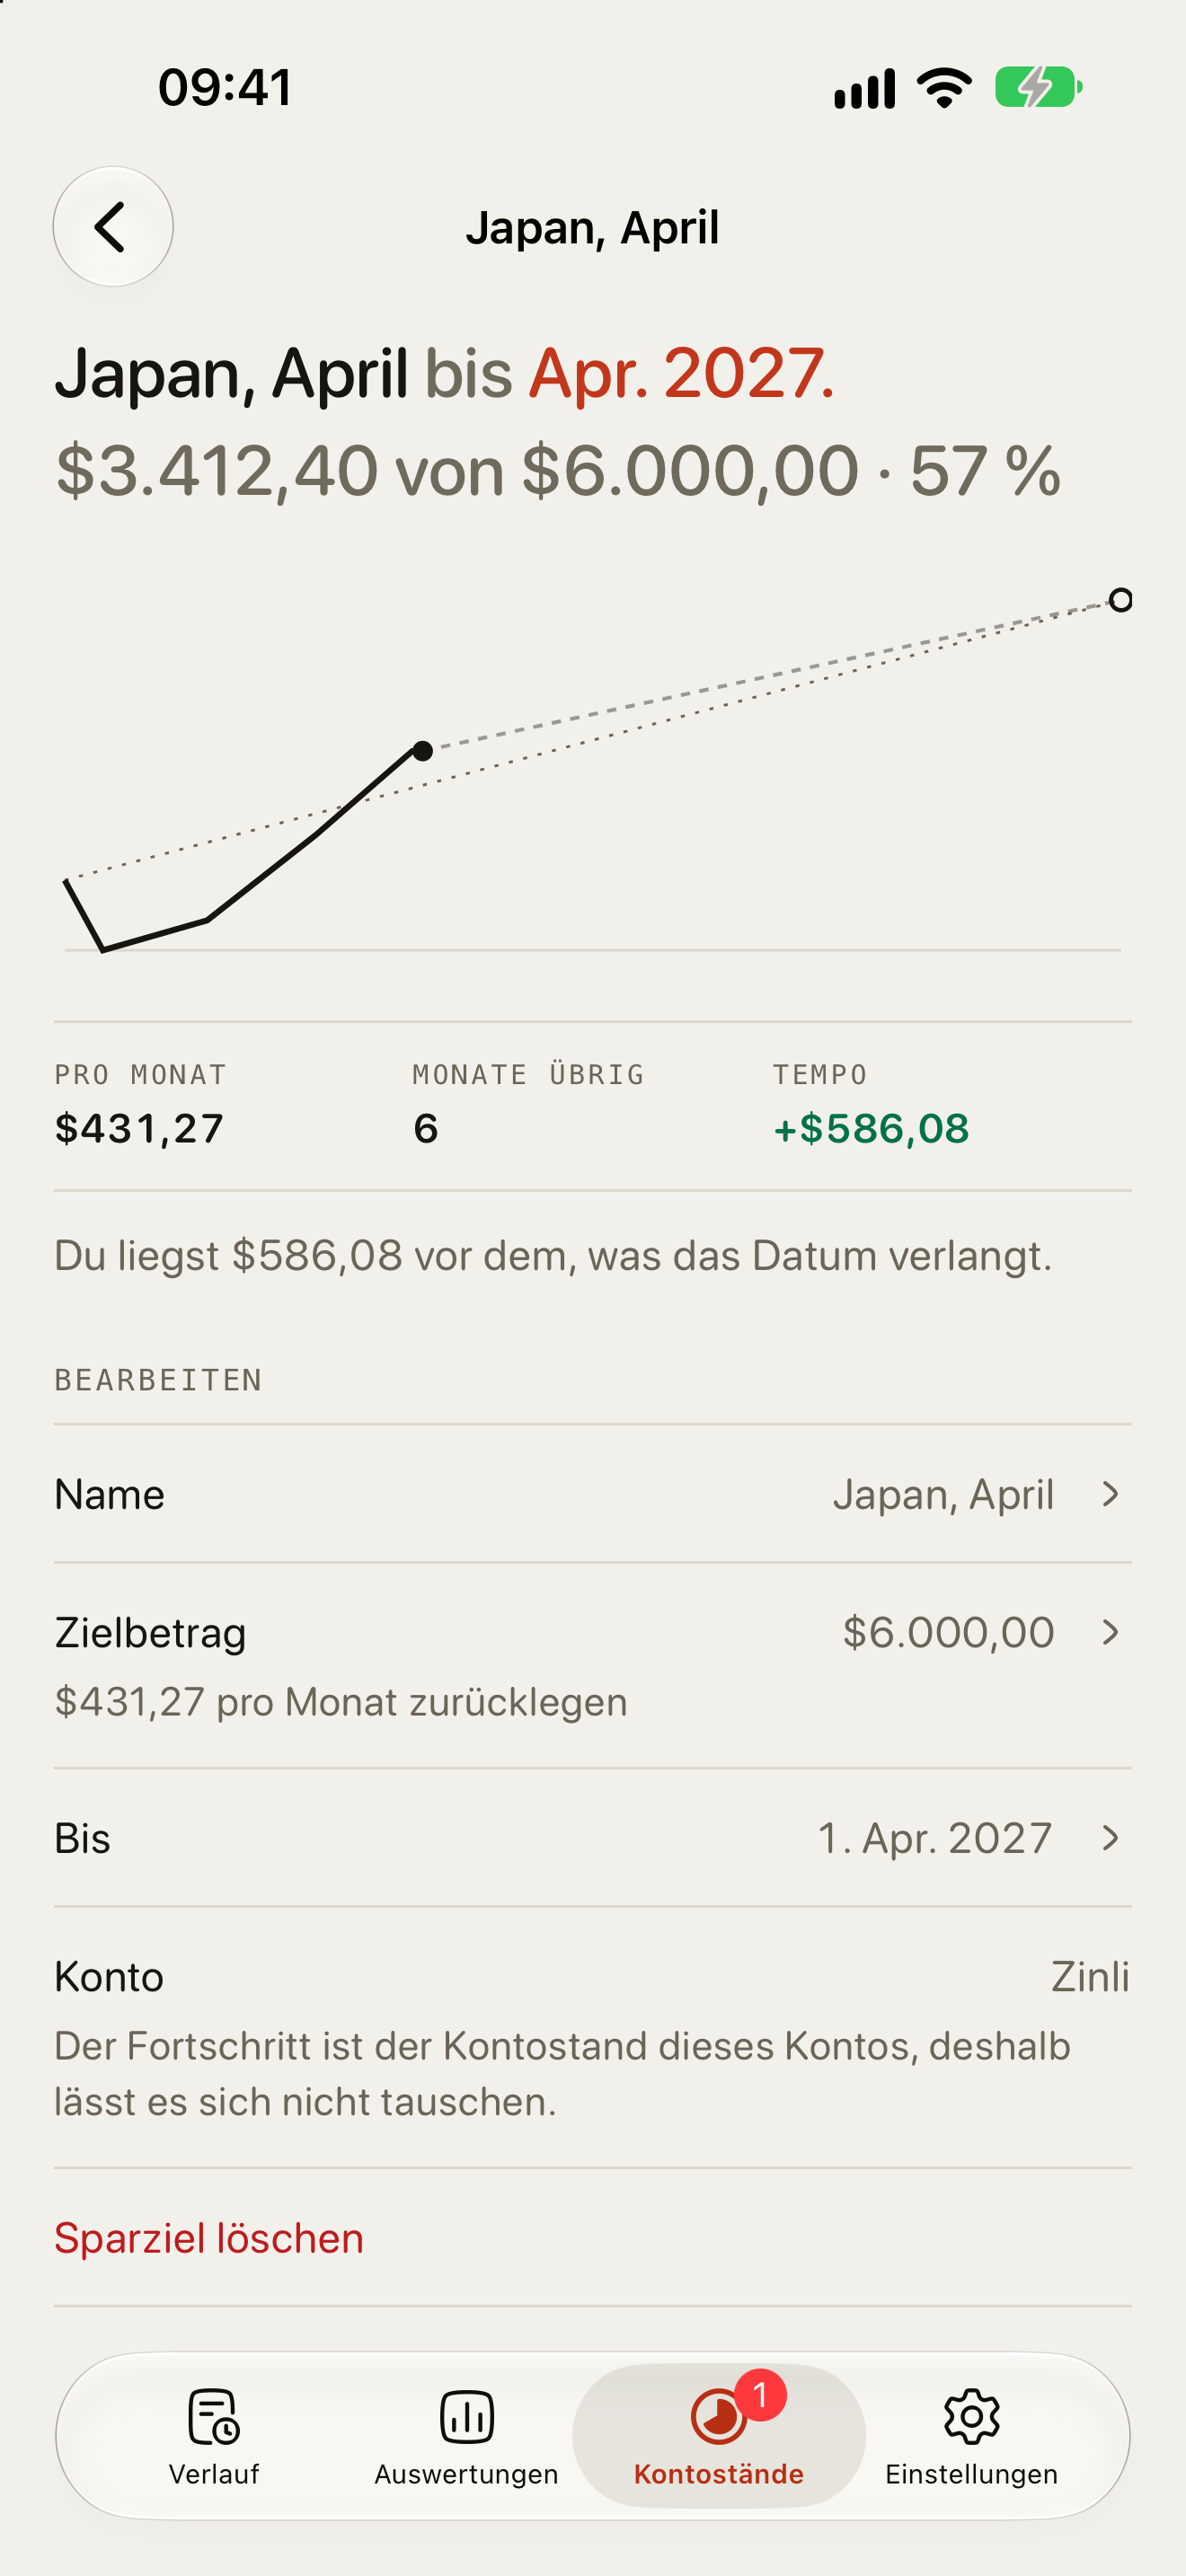 09:41
Japan, April
Japan, April bis Apr. 2027.
$3.412,40 von $6.000,00 · 57 %
PRO MONAT
MONATE ÜBRIG
TEMPO
$431,27
6
+$586,08
Du liegst $586,08 vor dem, was das Datum verlangt.
BEARBEITEN
Name
Japan, April
Zielbetrag
$6.000,00
$431,27 pro Monat zurücklegen
Bis
1. Apr. 2027
Konto
Zinli
Der Fortschritt ist der Kontostand dieses Kontos, deshalb
lässt es sich nicht tauschen.
Sparziel löschen
1
Verlauf
Auswertungen
Kontostände
Einstellungen